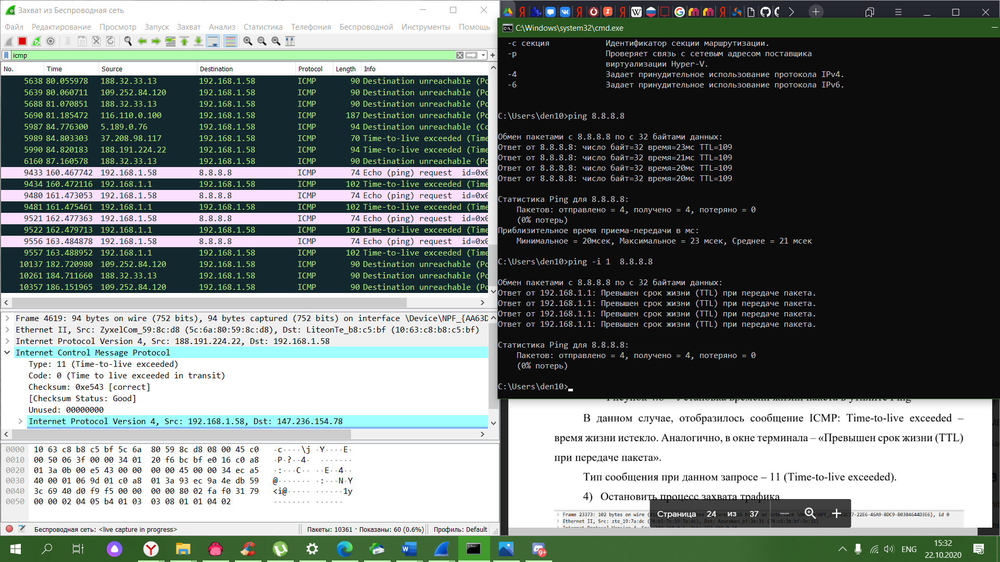 Захват из Беспроводная сеть
Файл Редактирование Просмотр Запуск Захват Анализ Статистика Телефония Беспроводной Инструменты Помощь
icmp
No. Time Source Destination Protocol Length Info
5638 80.055978 188.32.33.13 192.168.1.58 ICMP 90 Destination unreachable (Po
5639 80.060711 109.252.84.120 192.168.1.58 ICMP 90 Destination unreachable (Po
5688 81.070851 188.32.33.13 192.168.1.58 ICMP 90 Destination unreachable (Po
5690 81.185472 116.110.0.100 192.168.1.58 ICMP 187 Destination unreachable (Po
5987 84.776300 5.189.0.76 192.168.1.58 ICMP 94 Destination unreachable (Co
5989 84.803303 37.208.98.117 192.168.1.58 ICMP 70 Time-to-live exceeded (Time
5990 84.820183 188.191.224.22 192.168.1.58 ICMP 94 Time-to-live exceeded (Time
6160 87.160578 188.32.33.13 192.168.1.58 ICMP 90 Destination unreachable (Po
9433 160.467742 192.168.1.58 8.8.8.8 ICMP 74 Echo (ping) request id=0x0
9434 160.472116 192.168.1.1 192.168.1.58 ICMP 102 Time-to-live exceeded (Time
9480 161.473053 192.168.1.58 8.8.8.8 ICMP 74 Echo (ping) request id=0x0
9481 161.475461 192.168.1.1 192.168.1.58 ICMP 102 Time-to-live exceeded (Time
9521 162.477363 192.168.1.58 8.8.8.8 ICMP 74 Echo (ping) request id=0x0
9522 162.479713 192.168.1.1 192.168.1.58 ICMP 102 Time-to-live exceeded (Time
9556 163.484878 192.168.1.58 8.8.8.8 ICMP 74 Echo (ping) request id=0x0
9557 163.488952 192.168.1.1 192.168.1.58 ICMP 102 Time-to-live exceeded (Time
10137 182.720980 109.252.84.120 192.168.1.58 ICMP 90 Destination unreachable (Po
10261 184.711660 188.32.33.13 192.168.1.58 ICMP 90 Destination unreachable (Po
10357 186.151965 109.252.84.120 192.168.1.58 ICMP 90 Destination unreachable (Po
Frame 4619: 94 bytes on wire (752 bits), 94 bytes captured (752 bits) on interface \Device\NPF_{AA63D
Ethernet II, Src: ZyxelCom_59:8c:d8 (5c:6a:80:59:8c:d8), Dst: LiteonTe_b8:c5:bf (10:63:c8:b8:c5:bf)
Internet Protocol Version 4, Src: 188.191.224.22, Dst: 192.168.1.58
Internet Control Message Protocol
Type: 11 (Time-to-live exceeded)
Code: 0 (Time to live exceeded in transit)
Checksum: 0xe543 [correct]
[Checksum Status: Good]
Unused: 00000000
Internet Protocol Version 4, Src: 192.168.1.58, Dst: 147.236.154.78
0000 10 63 c8 b8 c5 bf 5c 6a 80 59 8c d8 08 00 45 c0 ·c····\j ·Y····E·
0010 00 50 06 3f 00 00 34 01 20 f6 bc bf e0 16 c0 a8 ·P·?··4· ·······
0020 01 3a 0b 00 e5 43 00 00 00 00 45 00 00 34 ec a5 ·:···C·· ··E··4··
0030 40 00 01 06 9d 01 c0 a8 01 3a 93 ec 9a 4e db 59 @······· ·:···N·Y
0040 3c 69 40 d0 f9 f5 00 00 00 00 80 02 fa f0 31 79 <i@····· ······1y
0050 00 00 02 04 05 b4 01 03 03 08 01 01 04 02 ········ ······
Беспроводная сеть: <live capture in progress> Пакеты: 10361 · Показаны: 60 (0.6%) Профиль: Default
C:\Windows\system32\cmd.exe
-c секция Идентификатор секции маршрутизации.
-p Проверяет связь с сетевым адресом поставщика
виртуализации Hyper-V.
-4 Задает принудительное использование протокола IPv4.
-6 Задает принудительное использование протокола IPv6.
C:\Users\den10>ping 8.8.8.8
Обмен пакетами с 8.8.8.8 по с 32 байтами данных:
Ответ от 8.8.8.8: число байт=32 время=23мс TTL=109
Ответ от 8.8.8.8: число байт=32 время=21мс TTL=109
Ответ от 8.8.8.8: число байт=32 время=20мс TTL=109
Ответ от 8.8.8.8: число байт=32 время=20мс TTL=109
Статистика Ping для 8.8.8.8:
Пакетов: отправлено = 4, получено = 4, потеряно = 0
(0% потерь)
Приблизительное время приема-передачи в мс:
Минимальное = 20мсек, Максимальное = 23 мсек, Среднее = 21 мсек
C:\Users\den10>ping -i 1 8.8.8.8
Обмен пакетами с 8.8.8.8 по с 32 байтами данных:
Ответ от 192.168.1.1: Превышен срок жизни (TTL) при передаче пакета.
Ответ от 192.168.1.1: Превышен срок жизни (TTL) при передаче пакета.
Ответ от 192.168.1.1: Превышен срок жизни (TTL) при передаче пакета.
Ответ от 192.168.1.1: Превышен срок жизни (TTL) при передаче пакета.
Статистика Ping для 8.8.8.8:
Пакетов: отправлено = 4, получено = 4, потеряно = 0
(0% потерь)
C:\Users\den10>
Установка времени жизни пакета в утилите Ping
В данном случае, отобразилось сообщение ICMP: Time-to-live exceeded –
время жизни истекло. Аналогично, в окне терминала – «Превышен срок жизни (TTL)
при передаче пакета».
Тип сообщения при данном запросе – 11 (Time-to-live exceeded).
4) Остановить процесс захвата трафика
Страница 24 из 37
Frame 23373: 102 bytes on wire
Ethernet II, Src: zte_19:7a:dc
ENG
15:32
22.10.2020
9+